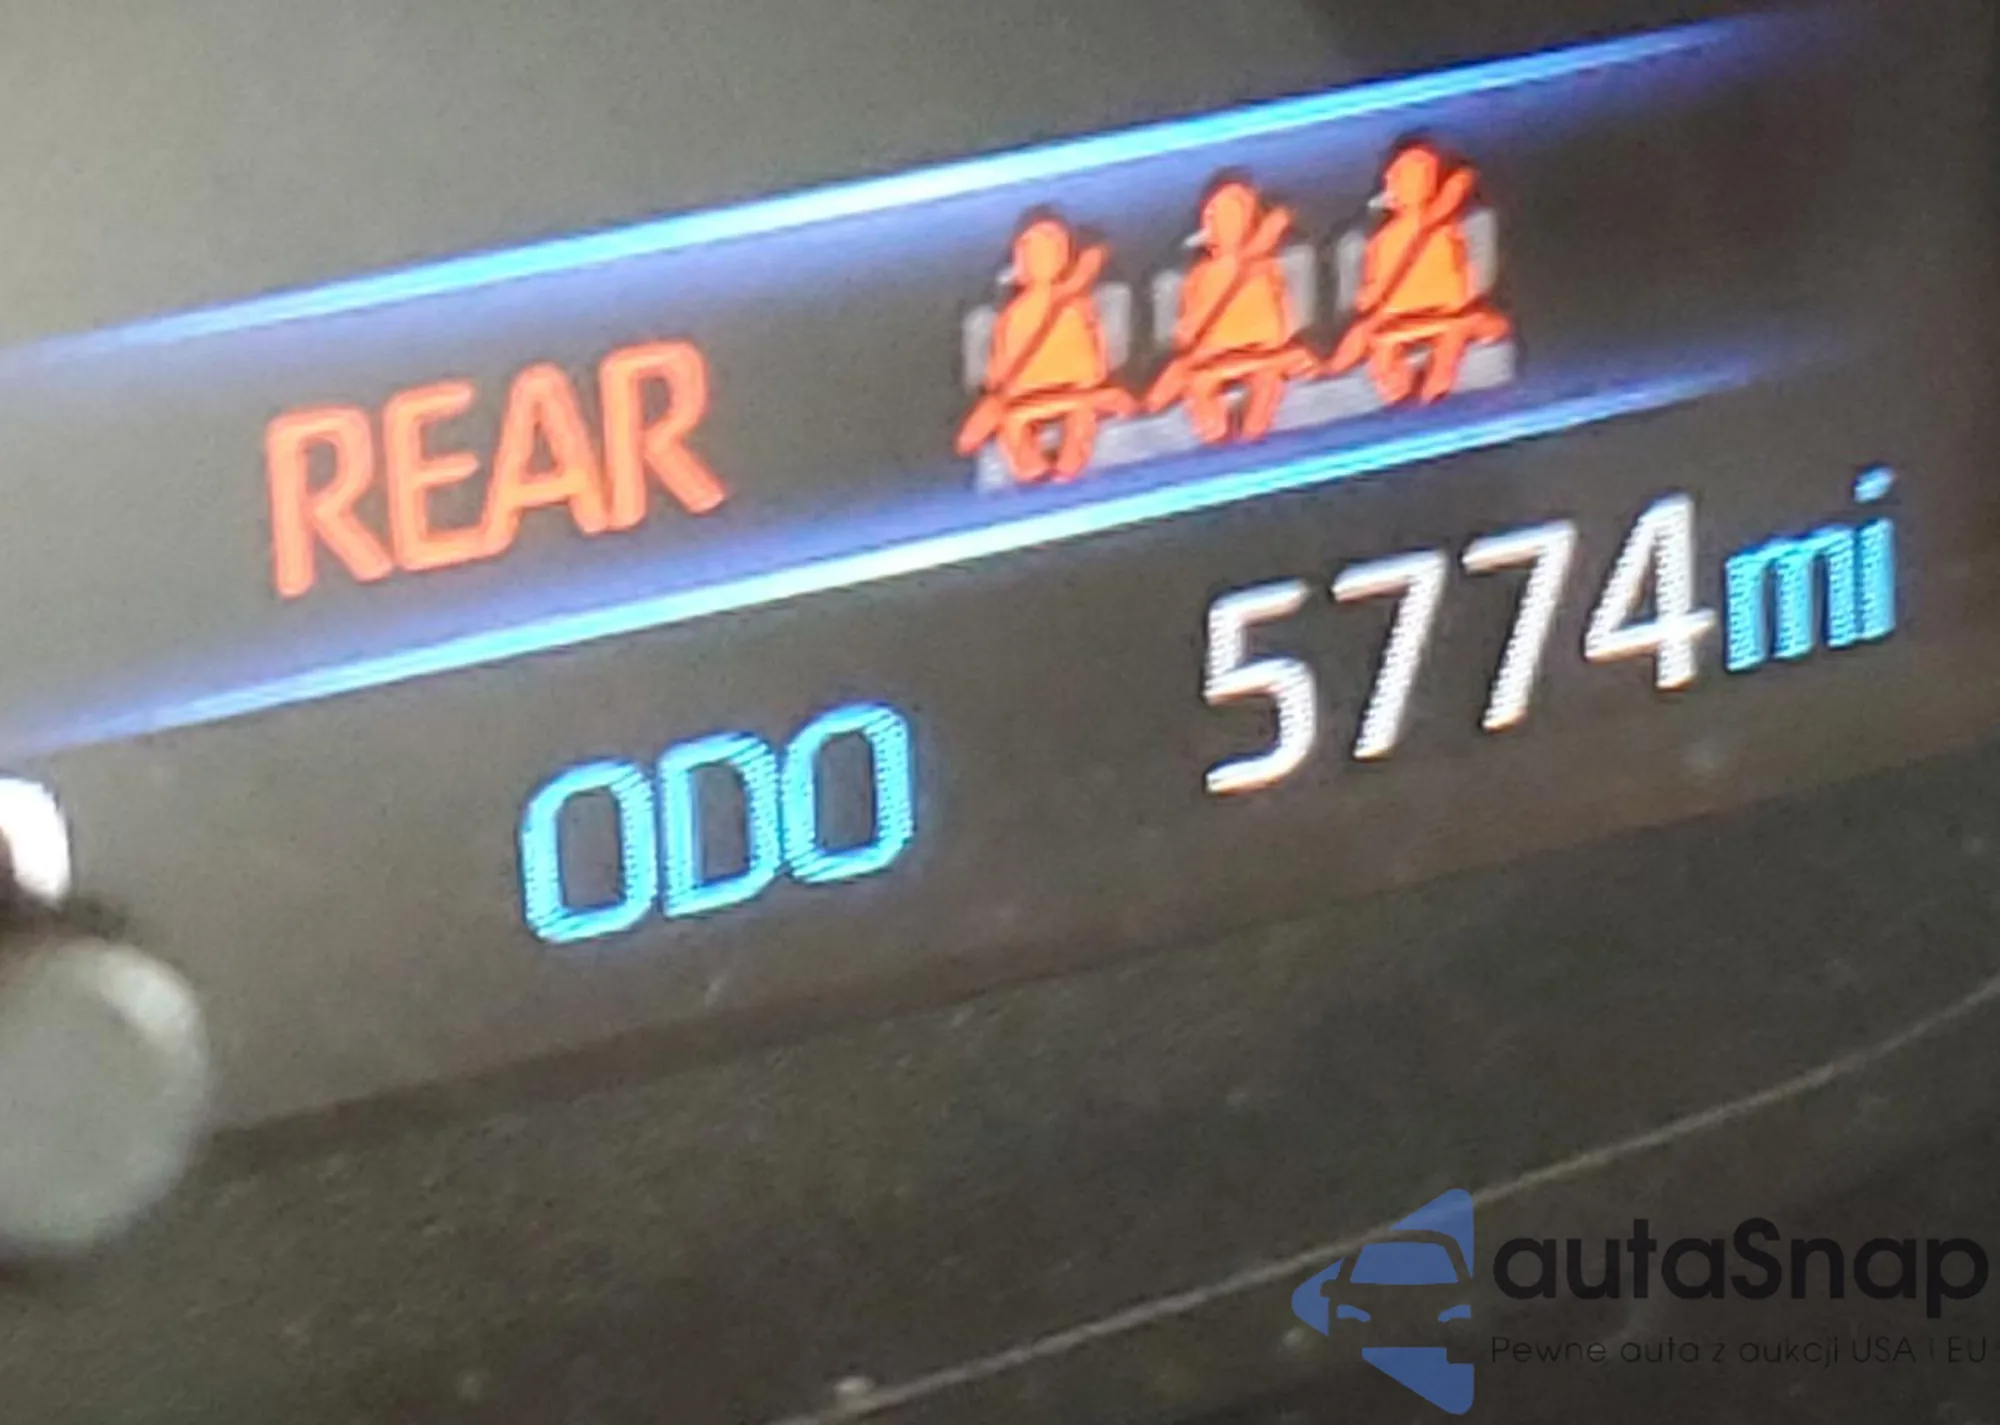 REAR
ODO 5774mi
autaSnap
Pewne auta z aukcji USA i EU